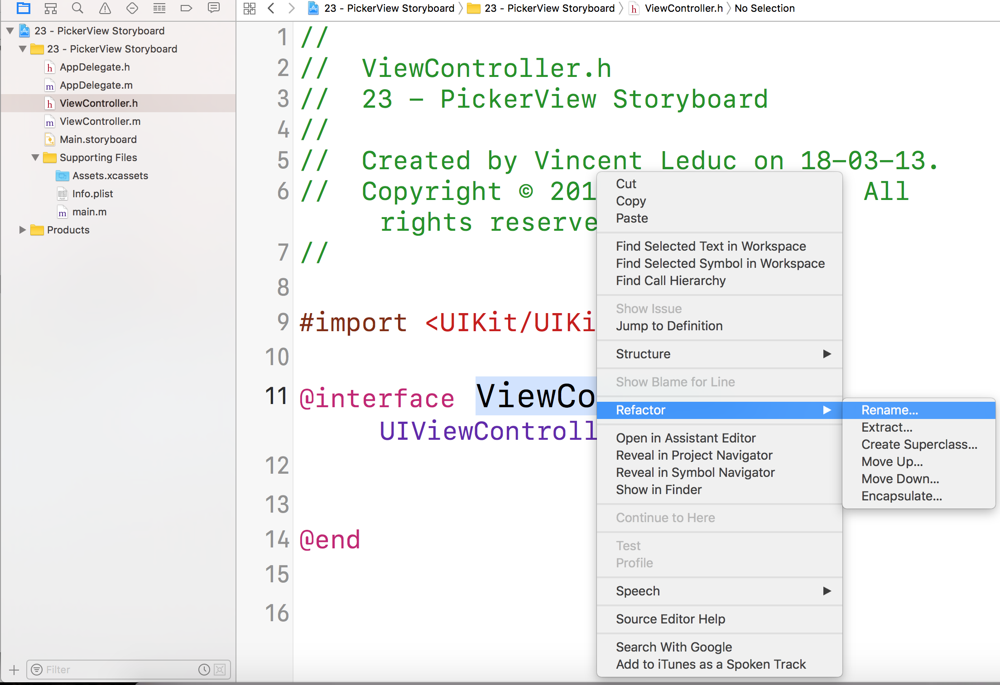 23 - PickerView Storyboard
23 - PickerView Storyboard
ViewController.h
No Selection
23 - PickerView Storyboard
23 - PickerView Storyboard
h AppDelegate.h
m AppDelegate.m
h ViewController.h
m ViewController.m
Main.storyboard
Supporting Files
Assets.xcassets
Info.plist
m main.m
Products
Filter
1 //
2 // ViewController.h
3 // 23 - PickerView Storyboard
4 //
5 // Created by Vincent Leduc on 18-03-13.
6 // Copyright © 201 All
rights reserve
7 //
8
9 #import <UIKit/UIKi
10
11 @interface ViewCo
UIViewControll
12
13
14 @end
15
16
Cut
Copy
Paste
Find Selected Text in Workspace
Find Selected Symbol in Workspace
Find Call Hierarchy
Show Issue
Jump to Definition
Structure
Show Blame for Line
Refactor
Open in Assistant Editor
Reveal in Project Navigator
Reveal in Symbol Navigator
Show in Finder
Continue to Here
Test
Profile
Speech
Source Editor Help
Search With Google
Add to iTunes as a Spoken Track
Rename...
Extract...
Create Superclass...
Move Up...
Move Down...
Encapsulate...